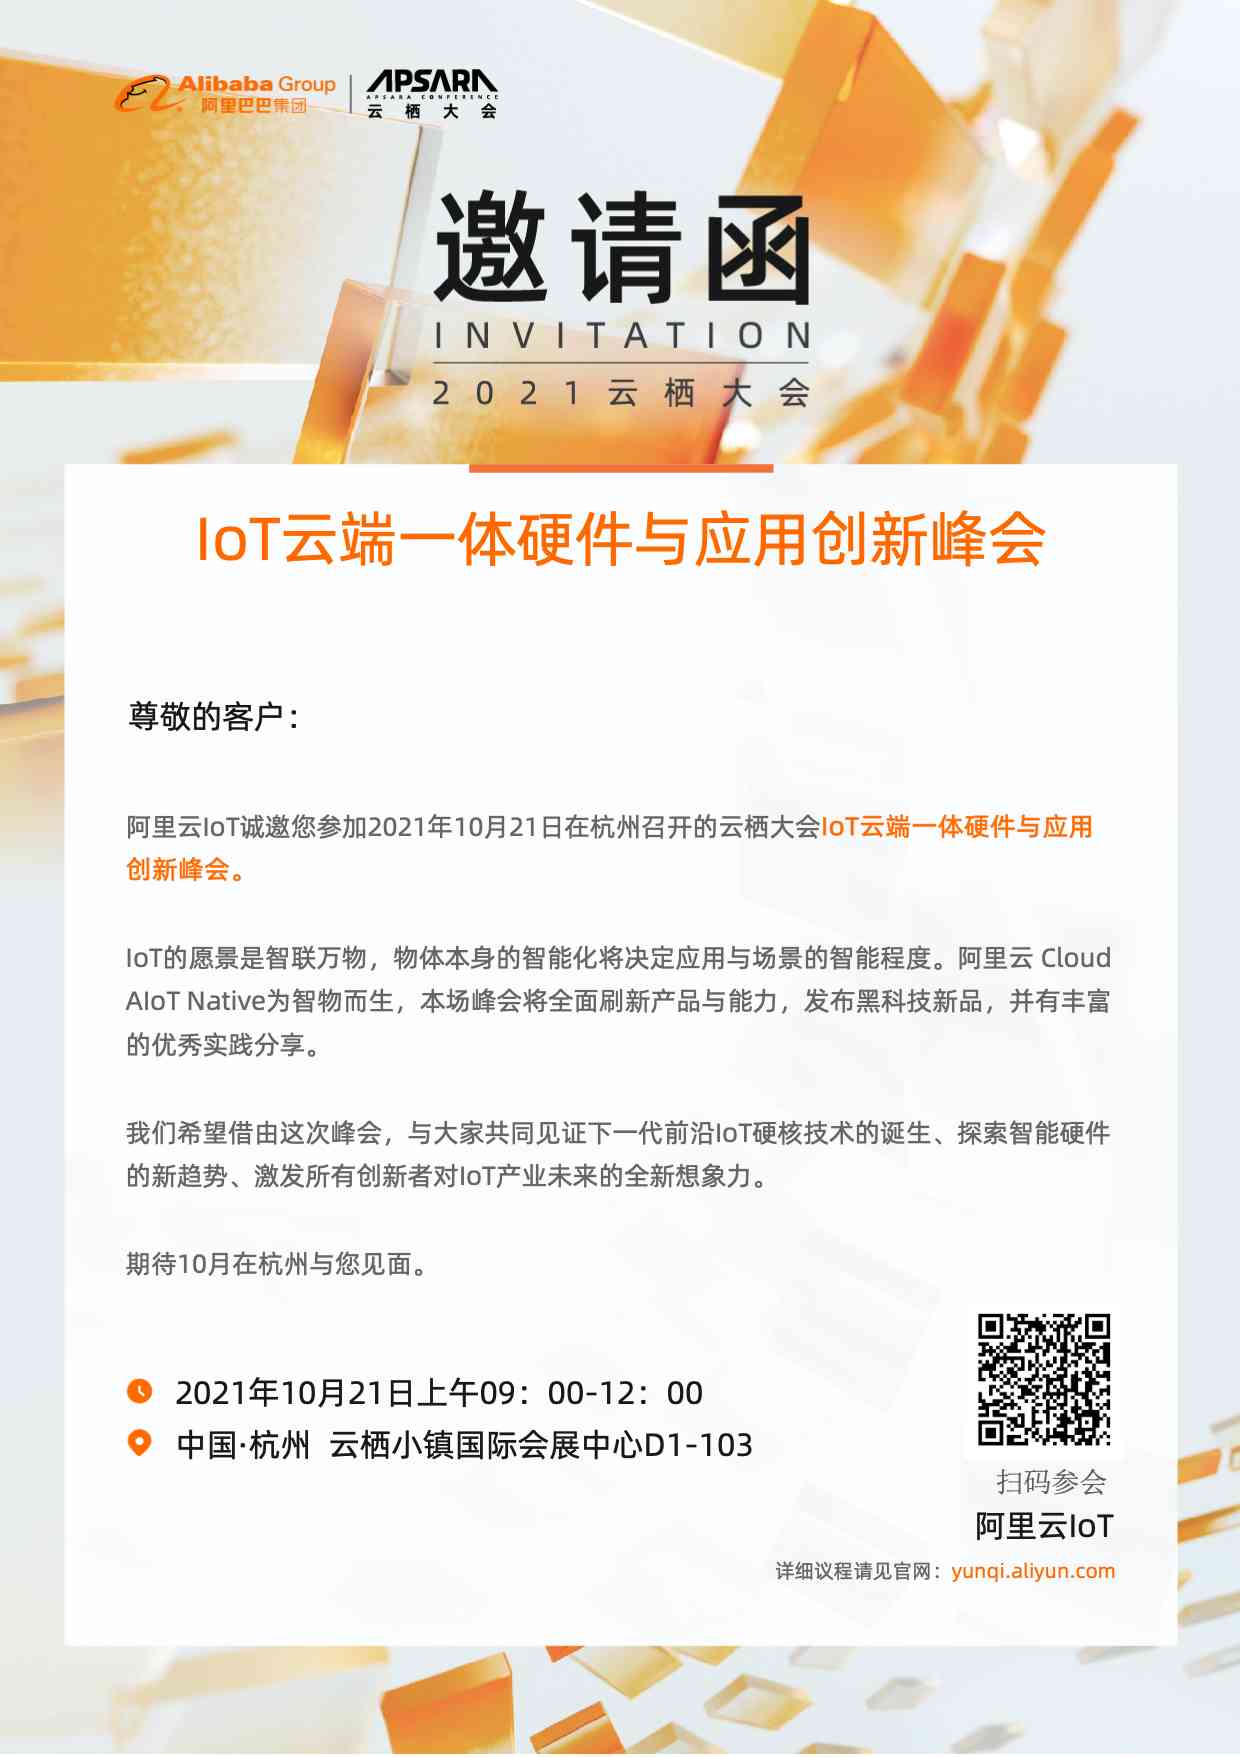 Alibaba Group
阿里巴巴集团
APSARA
APSARA CONFERENCE
云栖大会
邀请函
INVITATION
2021云栖大会
IoT云端一体硬件与应用创新峰会
尊敬的客户：
阿里云IoT诚邀您参加2021年10月21日在杭州召开的云栖大会IoT云端一体硬件与应用
创新峰会。
IoT的愿景是智联万物，物体本身的智能化将决定应用与场景的智能程度。阿里云 Cloud
AIoT Native为智物而生，本场峰会将全面刷新产品与能力，发布黑科技新品，并有丰富
的优秀实践分享。
我们希望借由这次峰会，与大家共同见证下一代前沿IoT硬核技术的诞生、探索智能硬件
的新趋势、激发所有创新者对IoT产业未来的全新想象力。
期待10月在杭州与您见面。
2021年10月21日上午09：00-12：00
中国·杭州 云栖小镇国际会展中心D1-103
扫码参会
阿里云IoT
详细议程请见官网：yunqi.aliyun.com